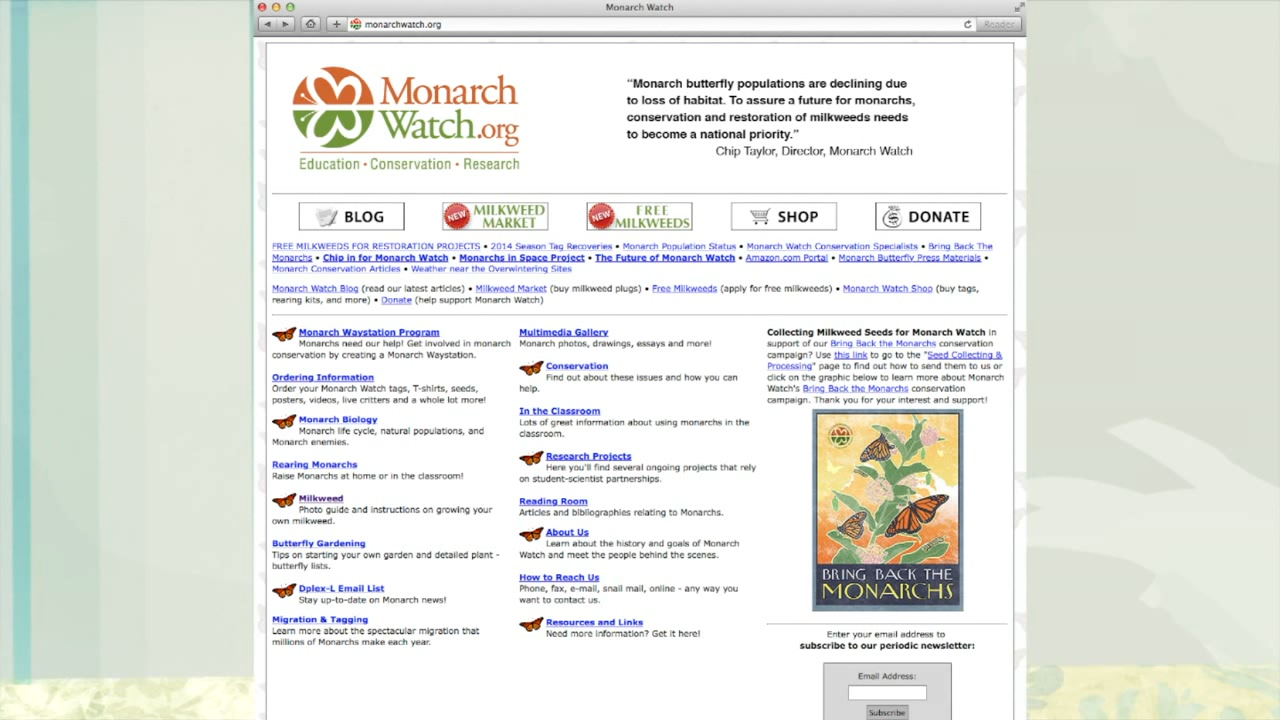 Monarch Watch
monarchwatch.org
Reader
Monarch
Watch.org
Education • Conservation • Research
“Monarch butterfly populations are declining due
to loss of habitat. To assure a future for monarchs,
conservation and restoration of milkweeds needs
to become a national priority.”
Chip Taylor, Director, Monarch Watch
BLOG
NEW MILKWEED
MARKET
NEW FREE
MILKWEEDS
SHOP
DONATE
FREE MILKWEEDS FOR RESTORATION PROJECTS • 2014 Season Tag Recoveries • Monarch Population Status • Monarch Watch Conservation Specialists • Bring Back The
Monarchs • Chip in for Monarch Watch • Monarchs in Space Project • The Future of Monarch Watch • Amazon.com Portal • Monarch Butterfly Press Materials •
Monarch Conservation Articles • Weather near the Overwintering Sites
Monarch Watch Blog (read our latest articles) • Milkweed Market (buy milkweed plugs) • Free Milkweeds (apply for free milkweeds) • Monarch Watch Shop (buy tags,
rearing kits, and more) • Donate (help support Monarch Watch)
Monarch Waystation Program
Monarchs need our help! Get involved in monarch
conservation by creating a Monarch Waystation.
Ordering Information
Order your Monarch Watch tags, T-shirts, seeds,
posters, videos, live critters and a whole lot more!
Monarch Biology
Monarch life cycle, natural populations, and
Monarch enemies.
Rearing Monarchs
Raise Monarchs at home or in the classroom!
Milkweed
Photo guide and instructions on growing your
own milkweed.
Butterfly Gardening
Tips on starting your own garden and detailed plant -
butterfly lists.
Dplex-L Email List
Stay up-to-date on Monarch news!
Migration & Tagging
Learn more about the spectacular migration that
millions of Monarchs make each year.
Multimedia Gallery
Monarch photos, drawings, essays and more!
Conservation
Find out about these issues and how you can
help.
In the Classroom
Lots of great information about using monarchs in the
classroom.
Research Projects
Here you'll find several ongoing projects that rely
on student-scientist partnerships.
Reading Room
Articles and bibliographies relating to Monarchs.
About Us
Learn about the history and goals of Monarch
Watch and meet the people behind the scenes.
How to Reach Us
Phone, fax, e-mail, snail mail, online - any way you
want to contact us.
Resources and Links
Need more information? Get it here!
Collecting Milkweed Seeds for Monarch Watch in
support of our Bring Back the Monarchs conservation
campaign? Use this link to go to the "Seed Collecting &
Processing" page to find out how to send them to us or
click on the graphic below to learn more about Monarch
Watch's Bring Back the Monarchs conservation
campaign. Thank you for your interest and support!
BRING BACK THE
MONARCHS
Enter your email address to
subscribe to our periodic newsletter:
Email Address:
Subscribe